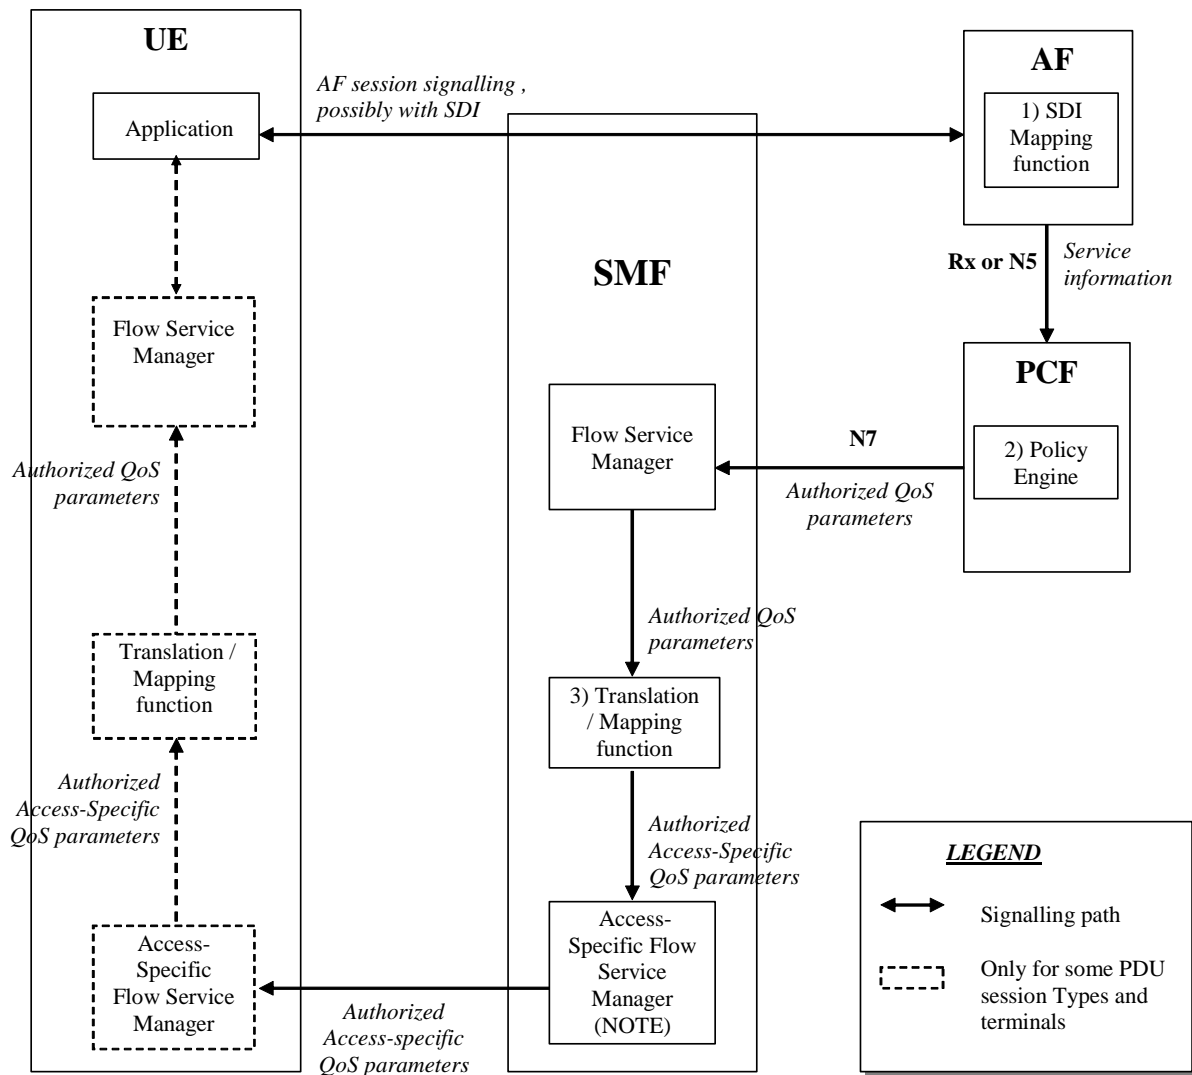 UE
AF
AF session signalling ,
possibly with SDI
Application
1) SDI
Mapping
function
Rx or N5
Service
information
SMF
Flow Service
Manager
PCF
Flow Service
Manager
N7
2) Policy
Engine
Authorized QoS
parameters
Authorized QoS
parameters
Authorized QoS
parameters
Translation /
Mapping
function
3) Translation
/ Mapping
function
Authorized
Access-Specific
QoS parameters
Authorized
Access-Specific
QoS parameters
Access-
Specific
Flow Service
Manager
Access-
Specific Flow
Service
Manager
(NOTE)
Authorized
Access-specific
QoS parameters
LEGEND
Signalling path
Only for some PDU
session Types and
terminals